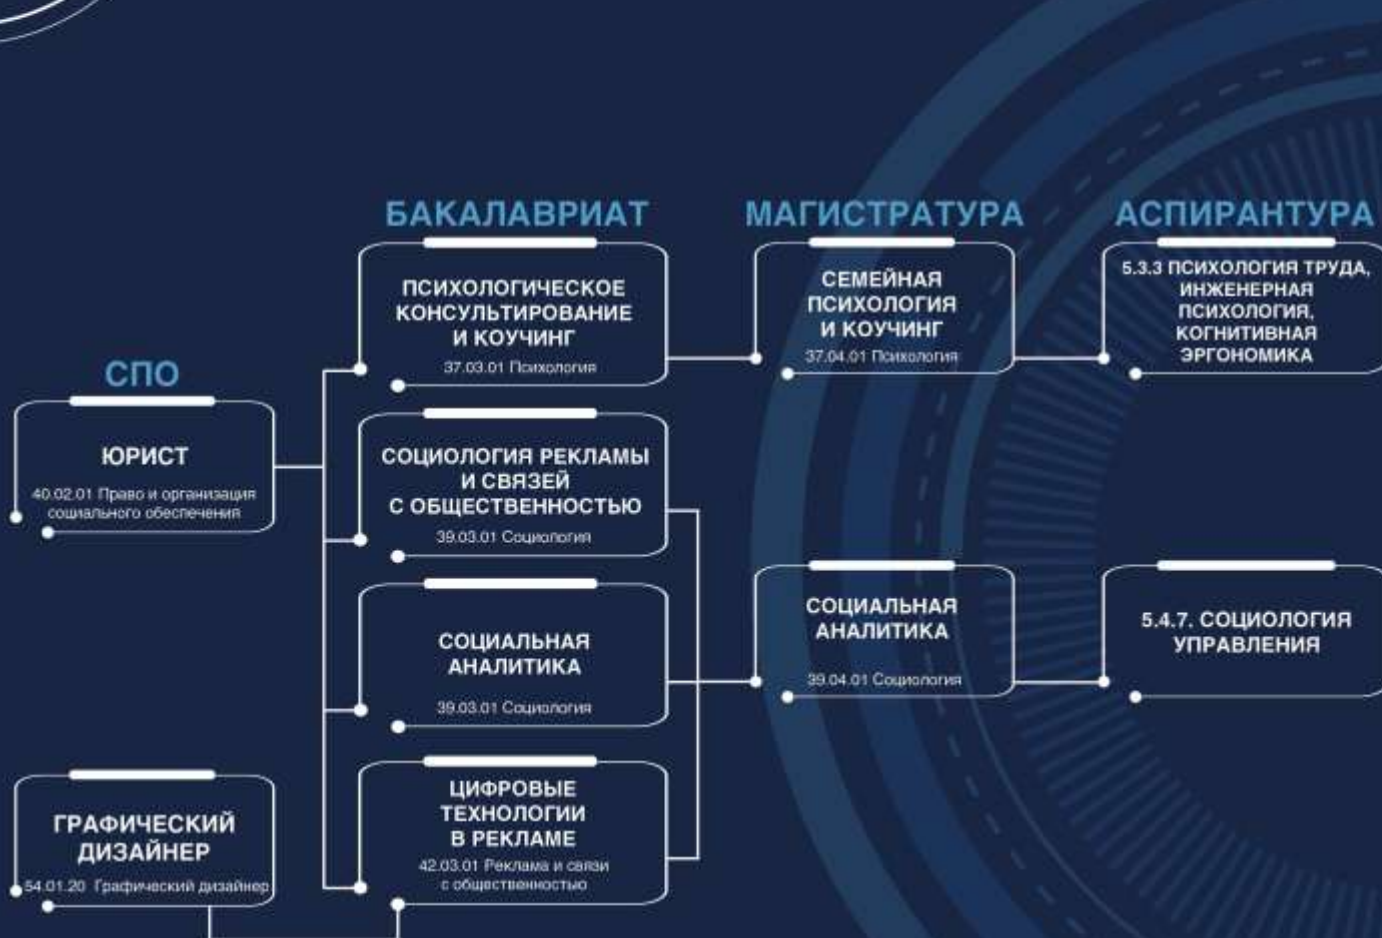 БАКАЛАВРИАТ
МАГИСТРАТУРА
АСПИРАНТУРА
ПСИХОЛОГИЧЕСКОЕ
КОНСУЛЬТИРОВАНИЕ
И КОУЧИНГ
37.03.01 Психология
СЕМЕЙНАЯ
ПСИХОЛОГИЯ
И КОУЧИНГ
37.04.01 Психология
5.3.3 ПСИХОЛОГИЯ ТРУДА,
ИНЖЕНЕРНАЯ
ПСИХОЛОГИЯ,
КОГНИТИВНАЯ
ЭРГОНОМИКА
СПО
ЮРИСТ
40.02.01 Право и организация
социального обеспечения
СОЦИОЛОГИЯ РЕКЛАМЫ
И СВЯЗЕЙ
С ОБЩЕСТВЕННОСТЬЮ
39.03.01 Социология
СОЦИАЛЬНАЯ
АНАЛИТИКА
39.03.01 Социология
СОЦИАЛЬНАЯ
АНАЛИТИКА
39.04.01 Социология
5.4.7. СОЦИОЛОГИЯ
УПРАВЛЕНИЯ
ГРАФИЧЕСКИЙ
ДИЗАЙНЕР
54.01.20 Графический дизайнер
ЦИФРОВЫЕ
ТЕХНОЛОГИИ
В РЕКЛАМЕ
42.03.01 Реклама и связи
с общественностью